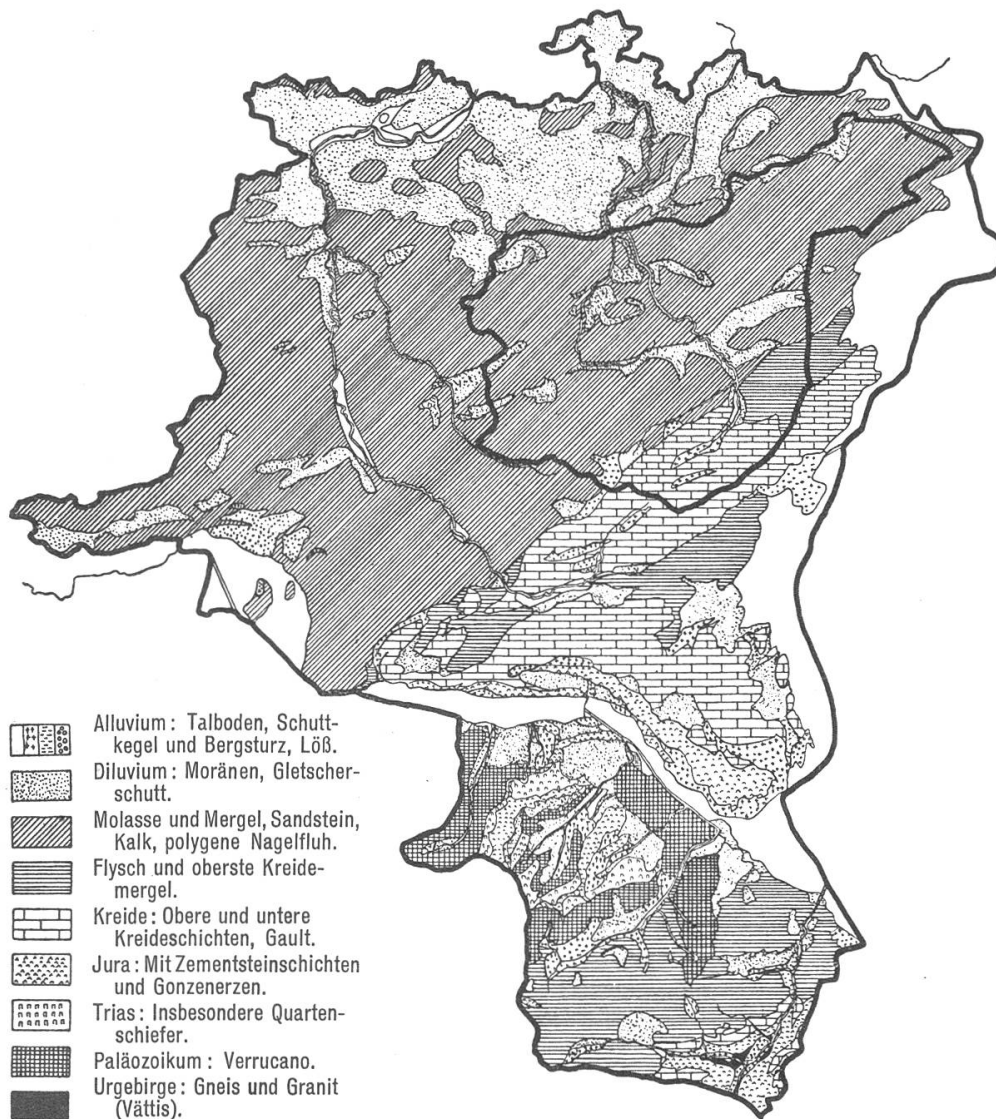 Alluvium: Talboden, Schutt-
kegel und Bergsturz, Löß.
Diluvium: Moränen, Gletscher-
schutt.
Molasse und Mergel, Sandstein,
Kalk, polygene Nagelfluh.
Flysch und oberste Kreide-
mergel.
Kreide: Obere und untere
Kreideschichten, Gault.
Jura: Mit Zementsteinschichten
und Gonzenerzen.
Trias: Insbesondere Quarten-
schiefer.
Paläozoikum: Verrucano.
Urgebirge: Gneis und Granit
(Vättis).